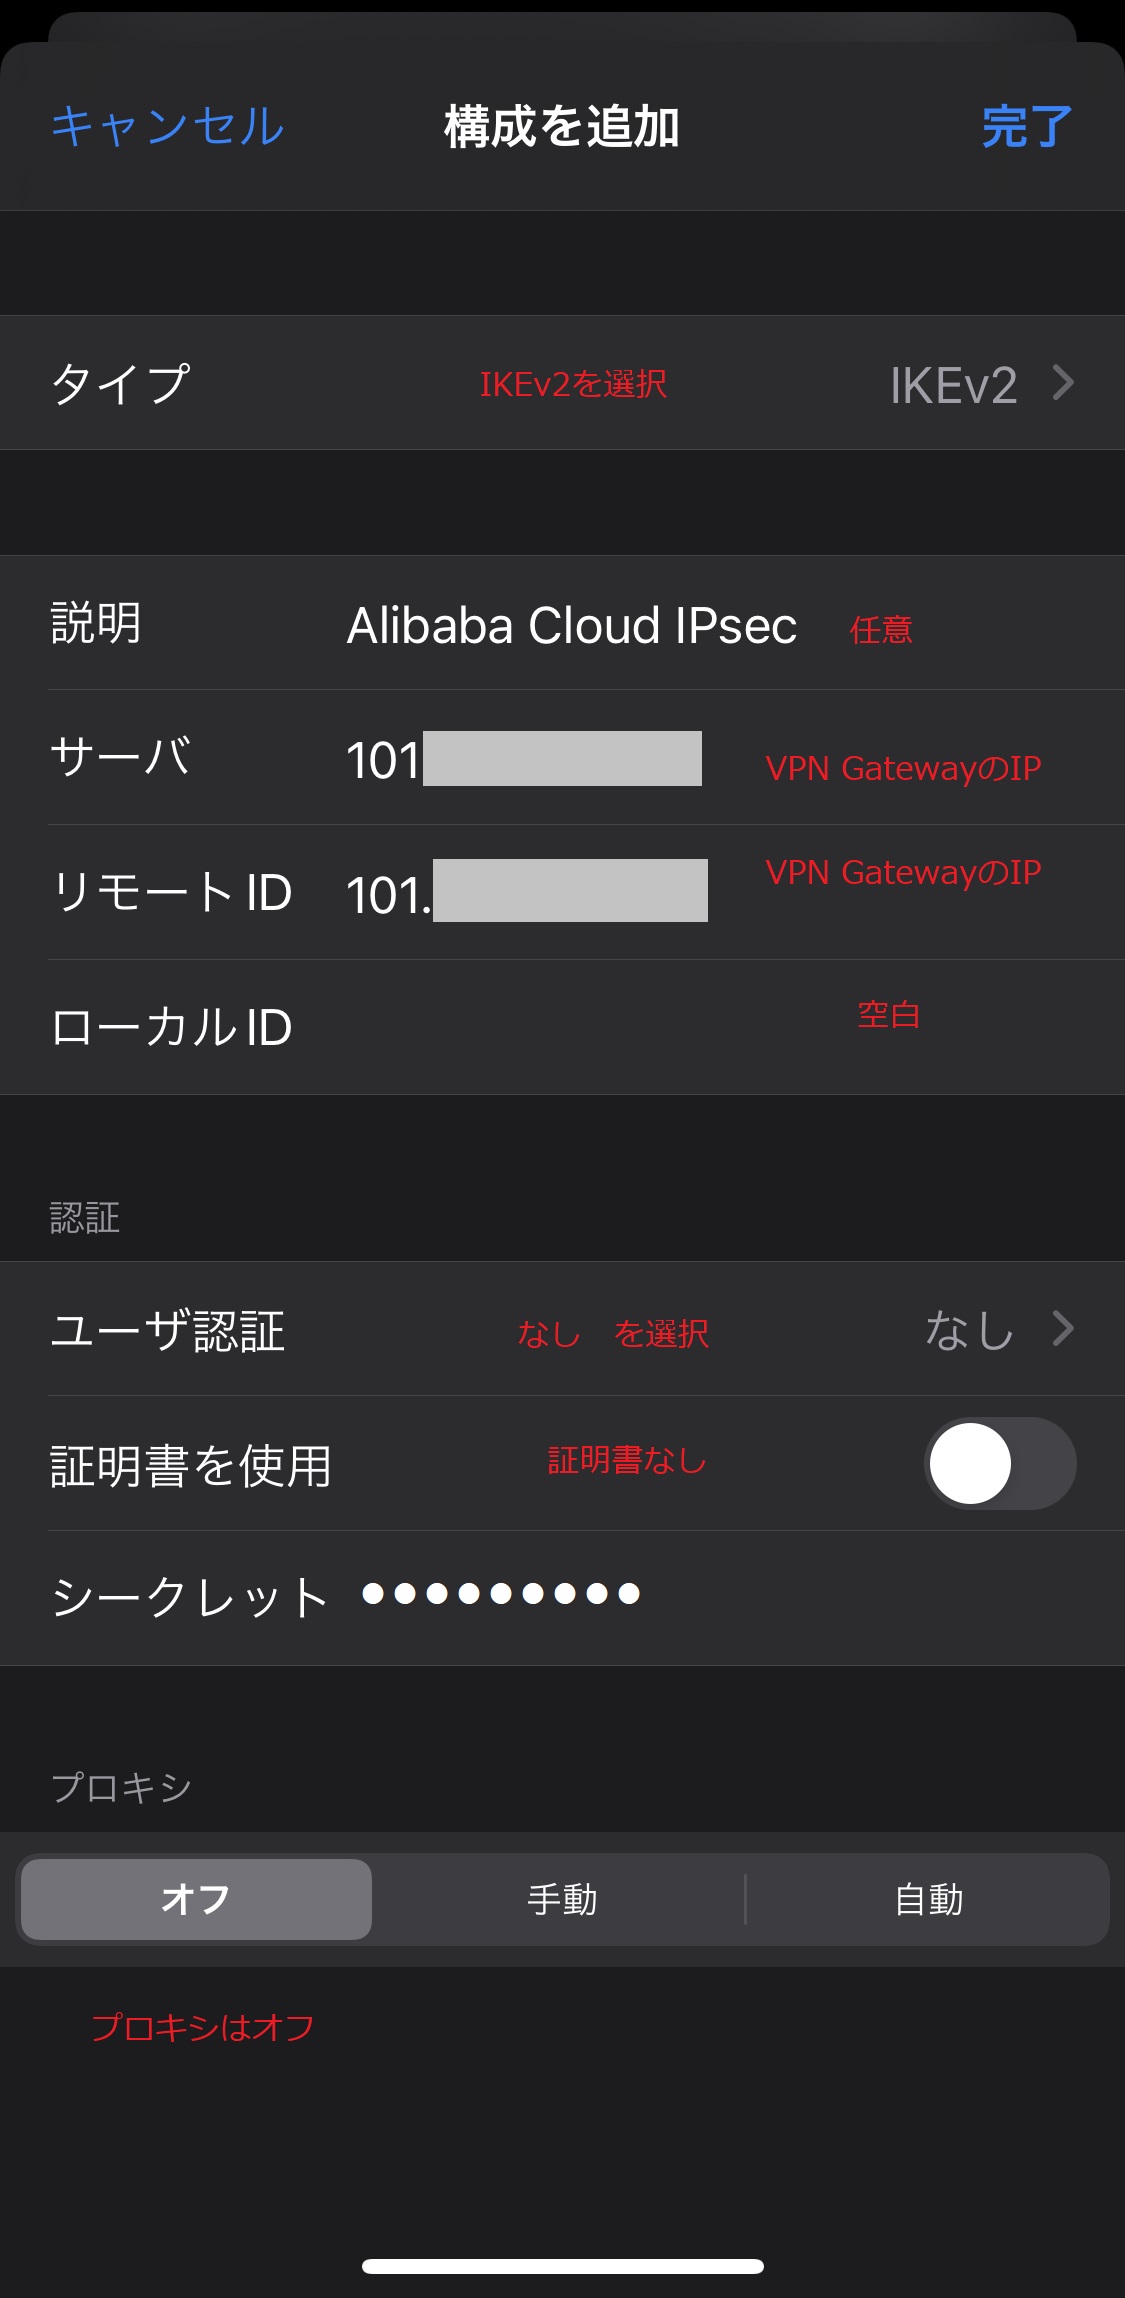 キャンセル 構成を追加 完了
タイプ IKEv2を選択 IKEv2
説明 Alibaba Cloud IPsec 任意
サーバ 101 VPN GatewayのIP
リモートID 101. VPN GatewayのIP
ローカルID 空白
認証
ユーザ認証 なし　を選択 なし
証明書を使用 証明書なし
シークレット ●●●●●●●●●
プロキシ
オフ 手動 自動
プロキシはオフ